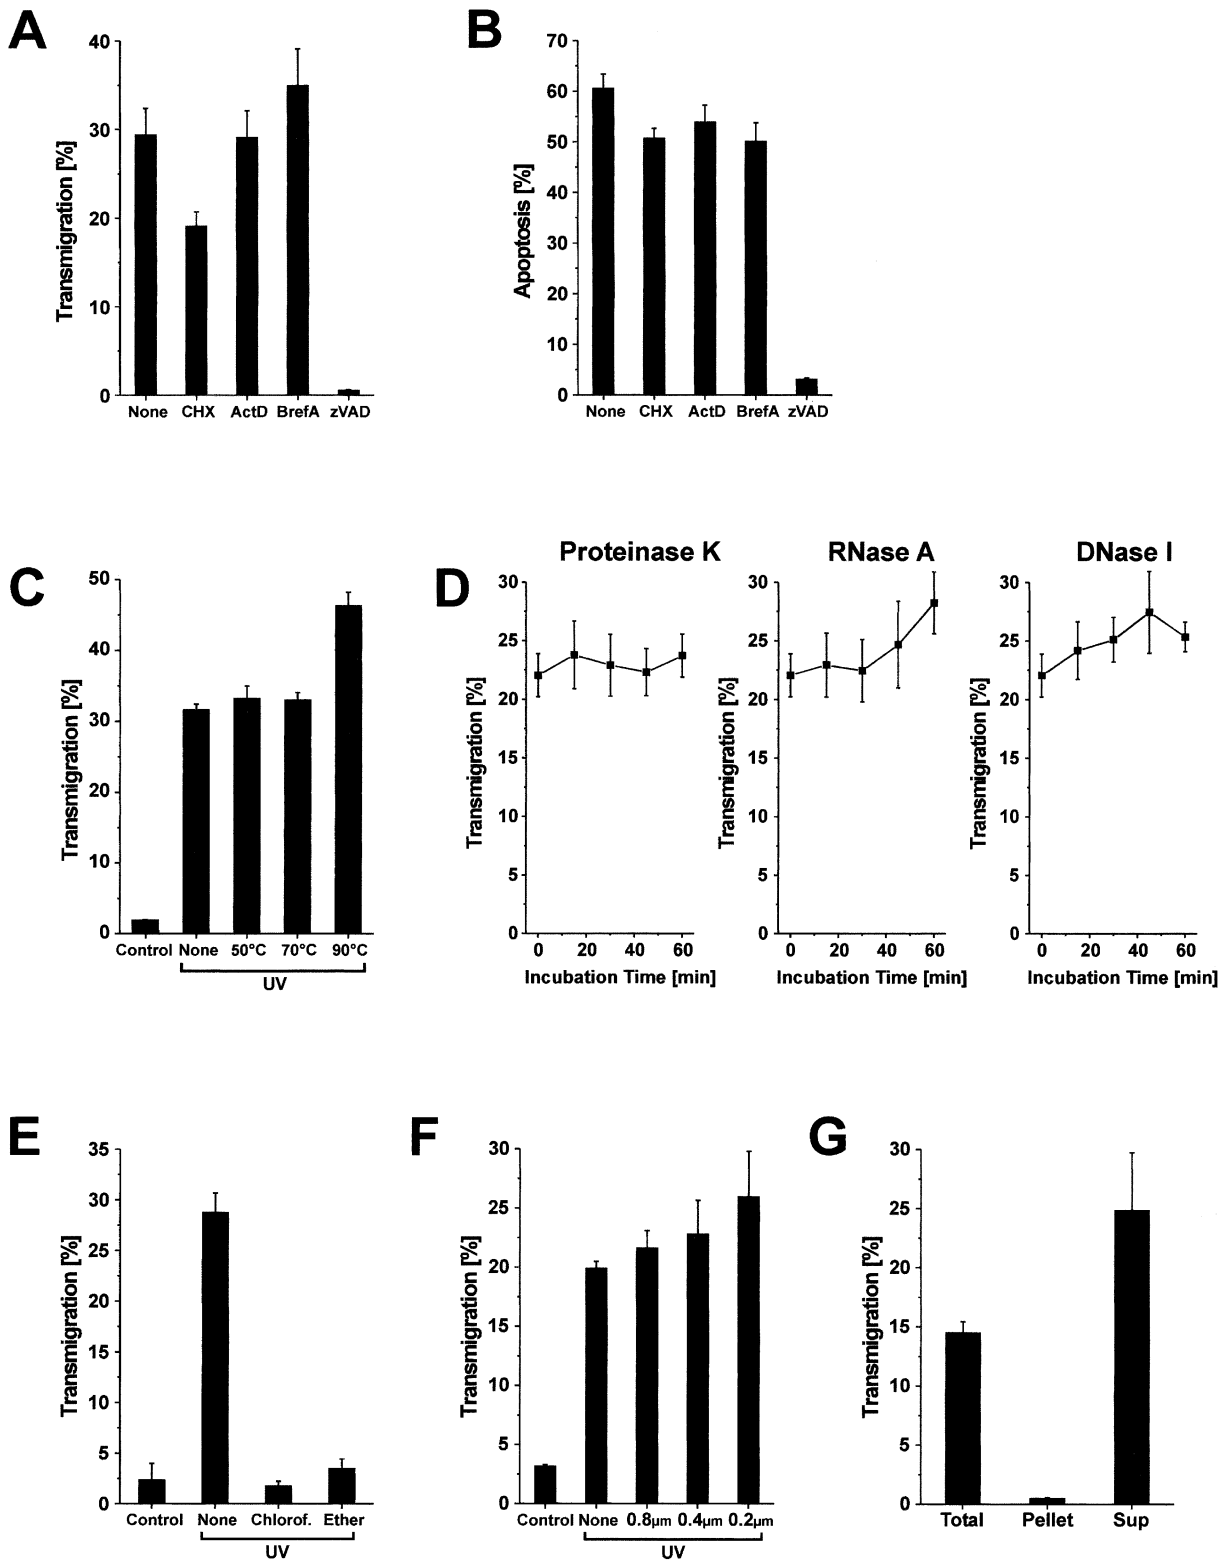 A
40
30
20
10
0
Transmigration [%]
None CHX ActD BrefA zVAD
B
70
60
50
40
30
20
10
0
Apoptosis [%]
None CHX ActD BrefA zVAD
C
50
40
30
20
10
0
Transmigration [%]
Control None 50°C 70°C 90°C
UV
D
Proteinase K
30
25
20
15
10
5
0
Transmigration [%]
0 20 40 60
Incubation Time [min]
RNase A
30
25
20
15
10
5
0
Transmigration [%]
0 20 40 60
Incubation Time [min]
DNase I
30
25
20
15
10
5
0
Transmigration [%]
0 20 40 60
Incubation Time [min]
E
35
30
25
20
15
10
5
0
Transmigration [%]
Control None Chlorof. Ether
UV
F
30
25
20
15
10
5
0
Transmigration [%]
Control None 0.8µm 0.4µm 0.2µm
UV
G
30
25
20
15
10
5
0
Transmigration [%]
Total Pellet Sup